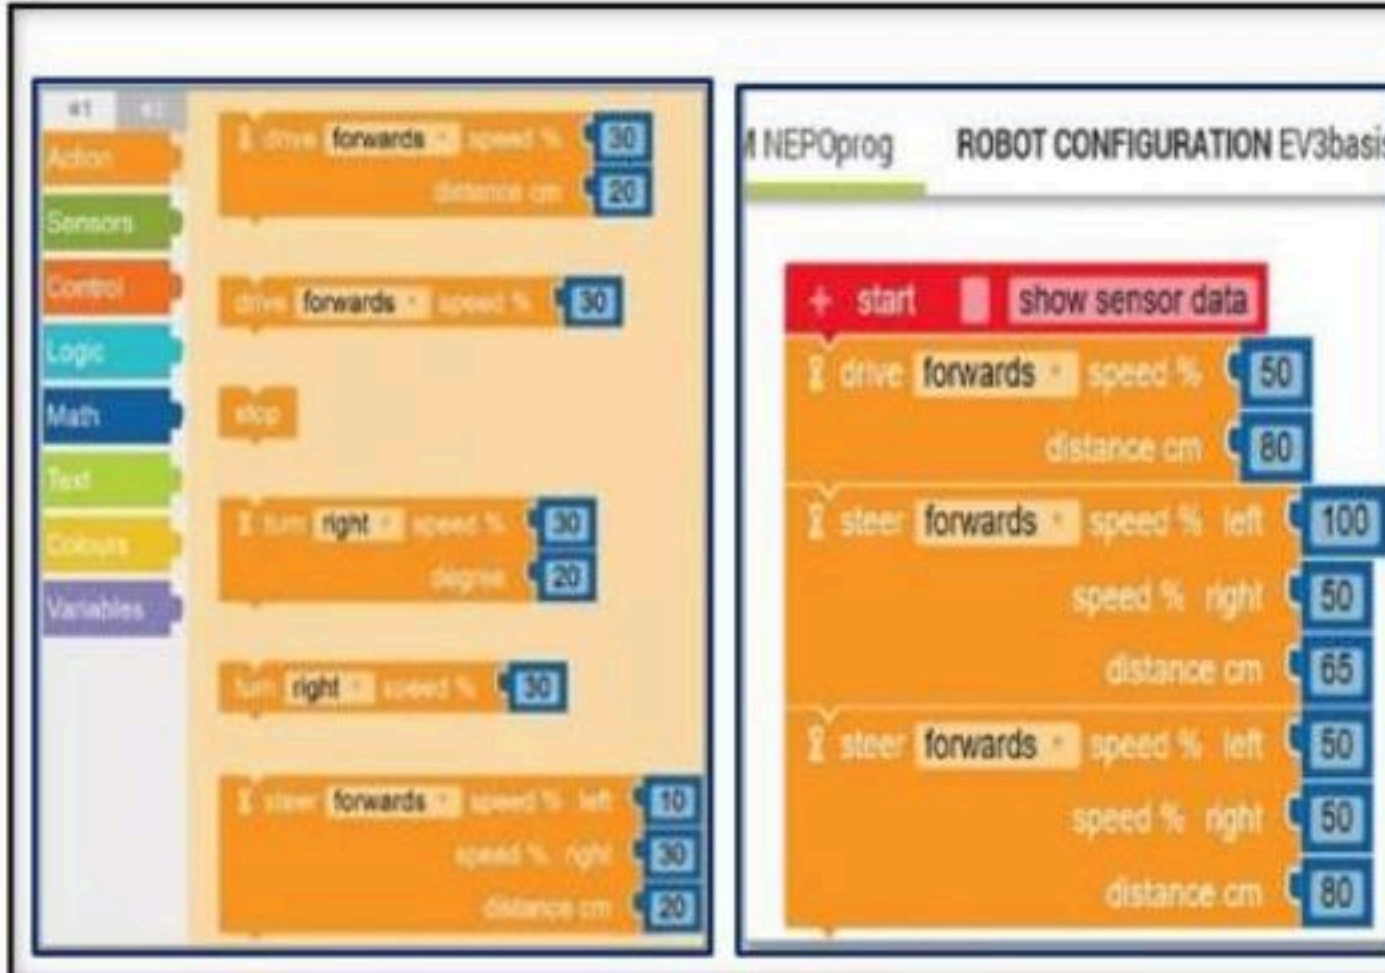 Action
Sensors
Control
Logic
Math
Text
Colours
Variables
drive forwards speed % 30
distance cm 20
drive forwards speed % 30
stop
turn right speed % 30
degree 20
turn right speed % 30
steer forwards speed % left 10
speed % right 30
distance cm 20
NEPOprog ROBOT CONFIGURATION EV3basis
+ start show sensor data
drive forwards speed % 50
distance cm 80
steer forwards speed % left 100
speed % right 50
distance cm 65
steer forwards speed % left 50
speed % right 50
distance cm 80